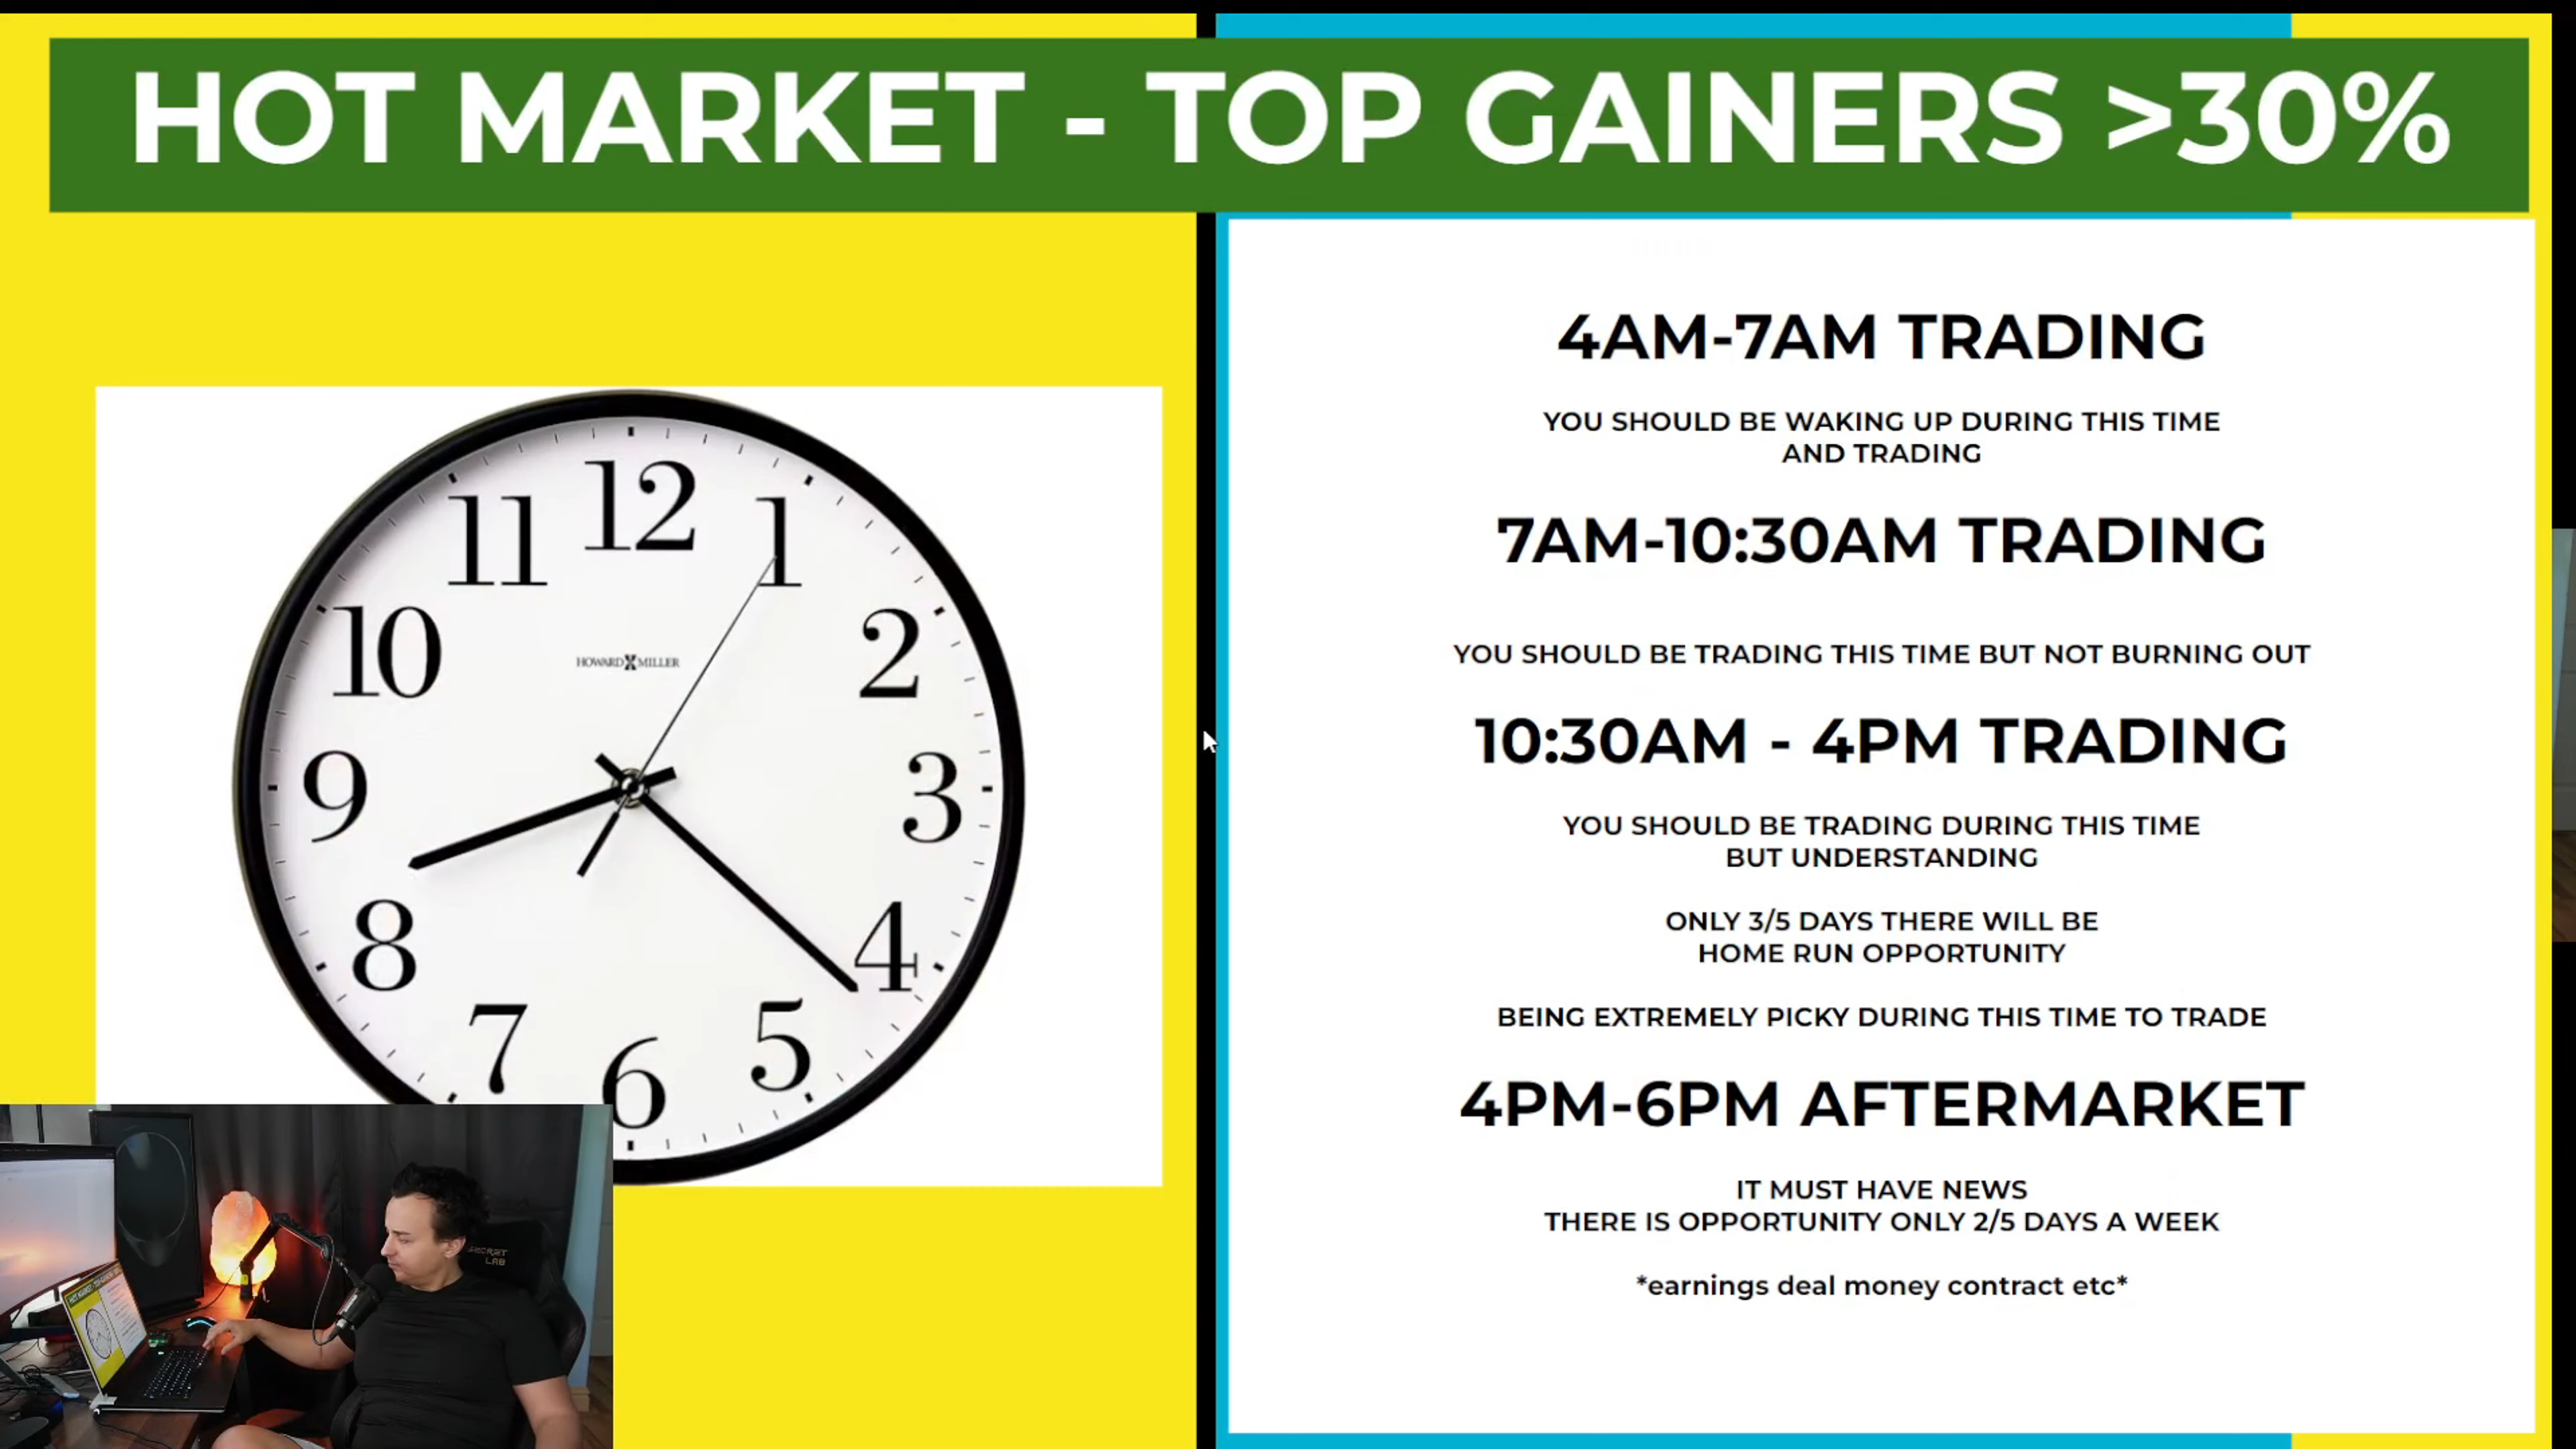 HOT MARKET - TOP GAINERS >30%
12
1
2
3
4
5
6
7
8
9
10
11
HOWARD MILLER
4AM-7AM TRADING
YOU SHOULD BE WAKING UP DURING THIS TIME
AND TRADING
7AM-10:30AM TRADING
YOU SHOULD BE TRADING THIS TIME BUT NOT BURNING OUT
10:30AM - 4PM TRADING
YOU SHOULD BE TRADING DURING THIS TIME
BUT UNDERSTANDING
ONLY 3/5 DAYS THERE WILL BE
HOME RUN OPPORTUNITY
BEING EXTREMELY PICKY DURING THIS TIME TO TRADE
4PM-6PM AFTERMARKET
IT MUST HAVE NEWS
THERE IS OPPORTUNITY ONLY 2/5 DAYS A WEEK
*earnings deal money contract etc*
SECRET
LAB